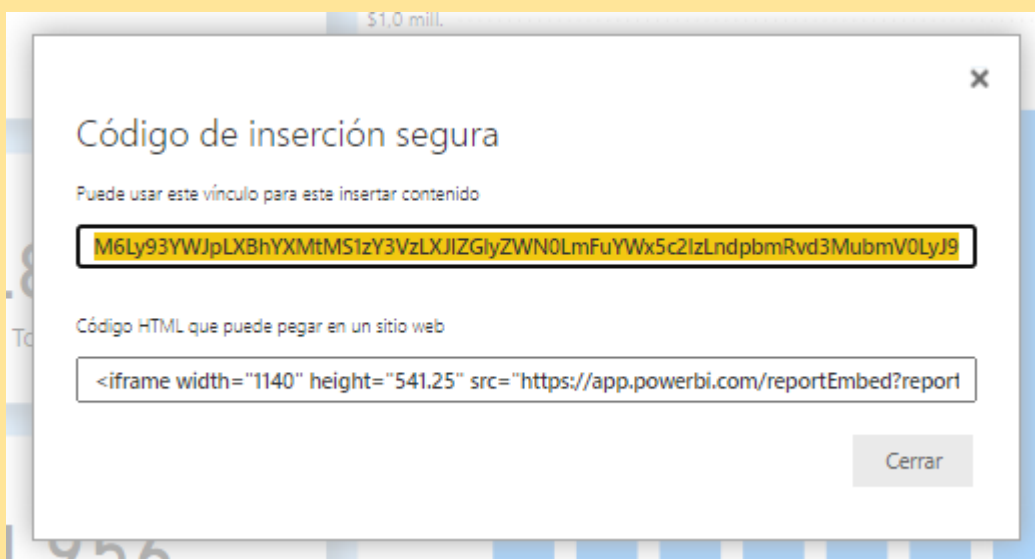 $1,0 mill.
Código de inserción segura
Puede usar este vínculo para este insertar contenido
M6Ly93YWJpLXBhYXMtMS1zY3VzLXJlZGlyZWN0LmFuYWx5c2lzLndpbmRvd3MubmV0LyJ9
To
Código HTML que puede pegar en un sitio web
<iframe width="1140" height="541.25" src="https://app.powerbi.com/reportEmbed?report
Cerrar
956